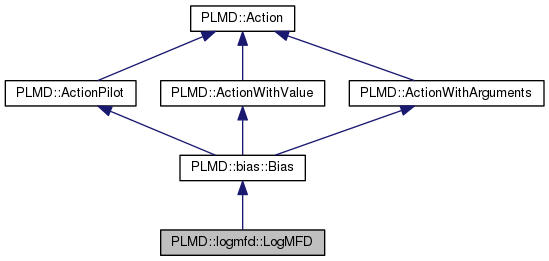 PLMD::Action
PLMD::ActionPilot
PLMD::ActionWithValue
PLMD::ActionWithArguments
PLMD::bias::Bias
PLMD::logmfd::LogMFD